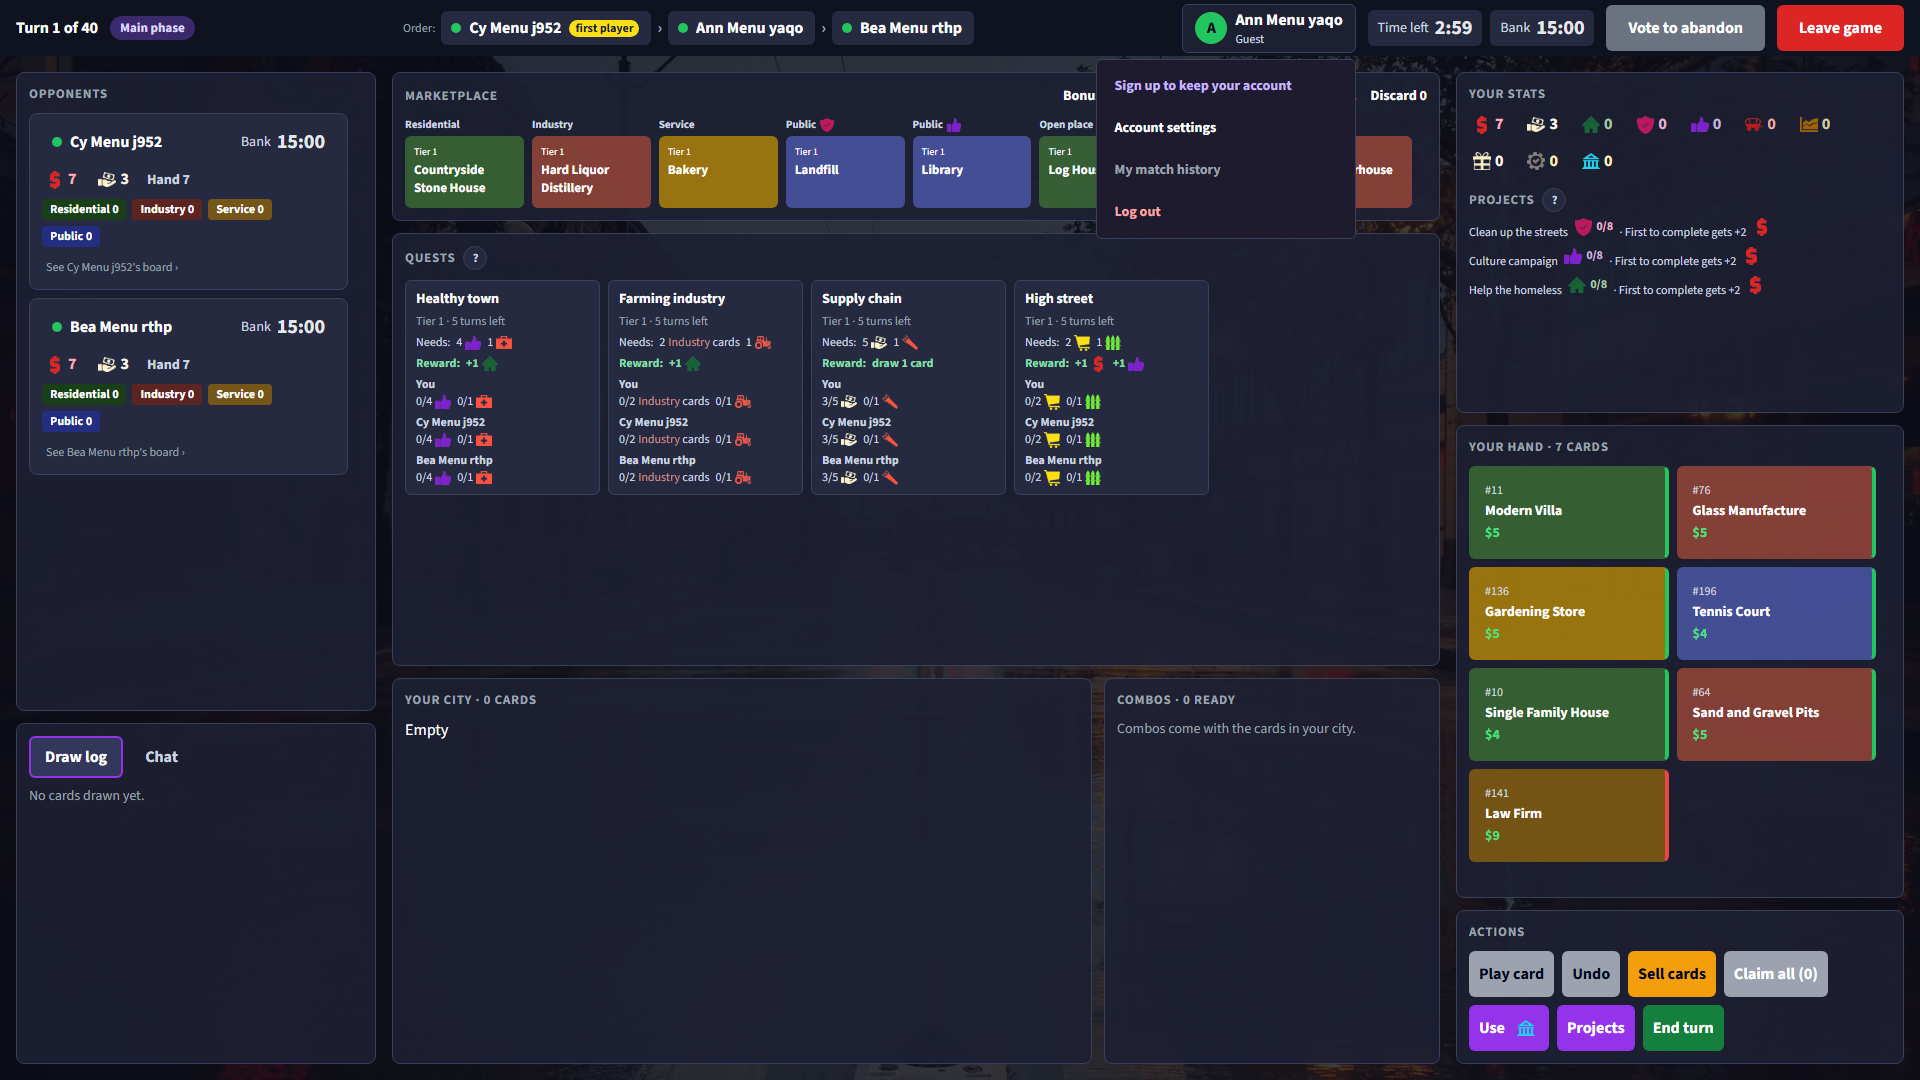 Turn 1 of 40
Main phase
Order:
Cy Menu j952
first player
›
Ann Menu yaqo
›
Bea Menu rthp
A
Ann Menu yaqo
Guest
Time left 2:59
Bank 15:00
Vote to abandon
Leave game
Sign up to keep your account
Account settings
My match history
Log out
OPPONENTS
Cy Menu j952
Bank 15:00
7
3
Hand 7
Residential 0
Industry 0
Service 0
Public 0
See Cy Menu j952's board ›
Bea Menu rthp
Bank 15:00
7
3
Hand 7
Residential 0
Industry 0
Service 0
Public 0
See Bea Menu rthp's board ›
Draw log
Chat
No cards drawn yet.
MARKETPLACE
Discard 0
Residential
Tier 1
Countryside
Stone House
Industry
Tier 1
Hard Liquor
Distillery
Service
Tier 1
Bakery
Public
Tier 1
Landfill
Public
Tier 1
Library
Open place
Tier 1
Log
QUESTS ?
Healthy town
Tier 1 · 5 turns left
Needs: 4 1
Reward: +1
You
0/4 0/1
Cy Menu j952
0/4 0/1
Bea Menu rthp
0/4 0/1
Farming industry
Tier 1 · 5 turns left
Needs: 2 Industry cards 1
Reward: +1
You
0/2 Industry cards 0/1
Cy Menu j952
0/2 Industry cards 0/1
Bea Menu rthp
0/2 Industry cards 0/1
Supply chain
Tier 1 · 5 turns left
Needs: 5 1
Reward: draw 1 card
You
3/5 0/1
Cy Menu j952
3/5 0/1
Bea Menu rthp
3/5 0/1
High street
Tier 1 · 5 turns left
Needs: 2 1
Reward: +1 +1
You
0/2 0/1
Cy Menu j952
0/2 0/1
Bea Menu rthp
0/2 0/1
YOUR CITY · 0 CARDS
Empty
COMBOS · 0 READY
Combos come with the cards in your city.
YOUR STATS
7 3 0 0 0 0 0
0 0 0
PROJECTS ?
Clean up the streets 0/8 · First to complete gets +2
Culture campaign 0/8 · First to complete gets +2
Help the homeless 0/8 · First to complete gets +2
YOUR HAND · 7 CARDS
#11
Modern Villa
$5
#76
Glass Manufacture
$5
#136
Gardening Store
$5
#196
Tennis Court
$4
#10
Single Family House
$4
#64
Sand and Gravel Pits
$5
#141
Law Firm
$9
ACTIONS
Play card
Undo
Sell cards
Claim all (0)
Use
Projects
End turn